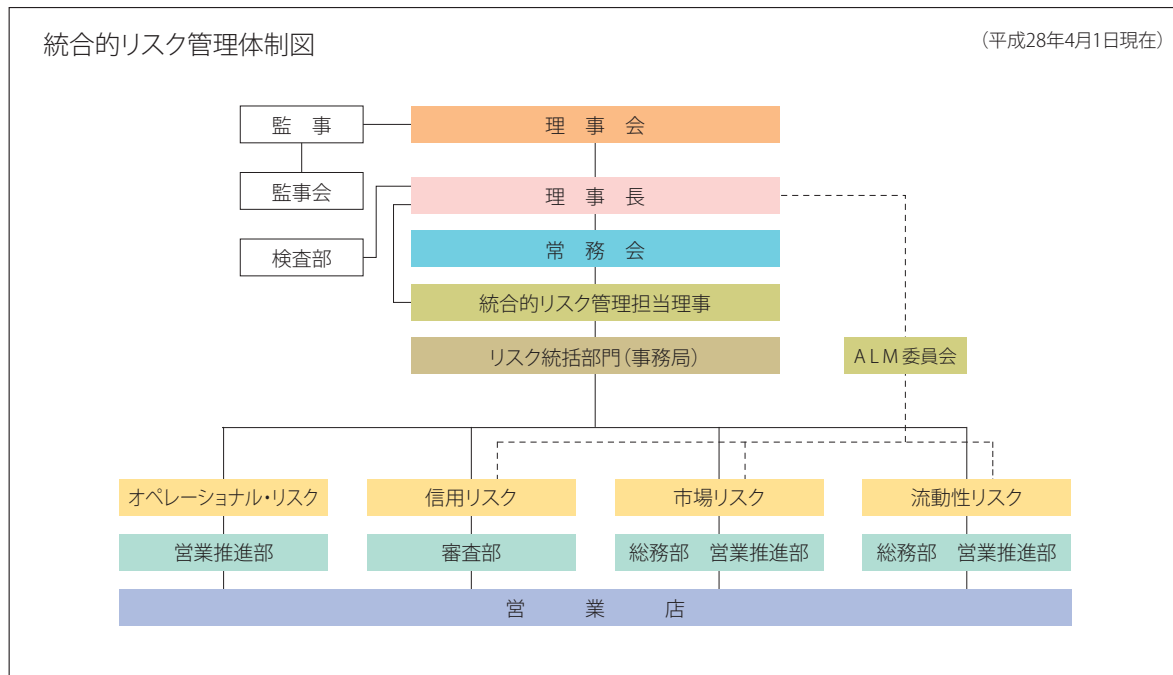 統合的リスク管理体制図
（平成28年4月1日現在）
監　事
理　事　会
監事会
理　事　長
検査部
常　務　会
統合的リスク管理担当理事
リスク統括部門（事務局）
ＡＬＭ委員会
オペレーショナル・リスク
信用リスク
市場リスク
流動性リスク
営業推進部
審査部
総務部　営業推進部
総務部　営業推進部
営　業　店